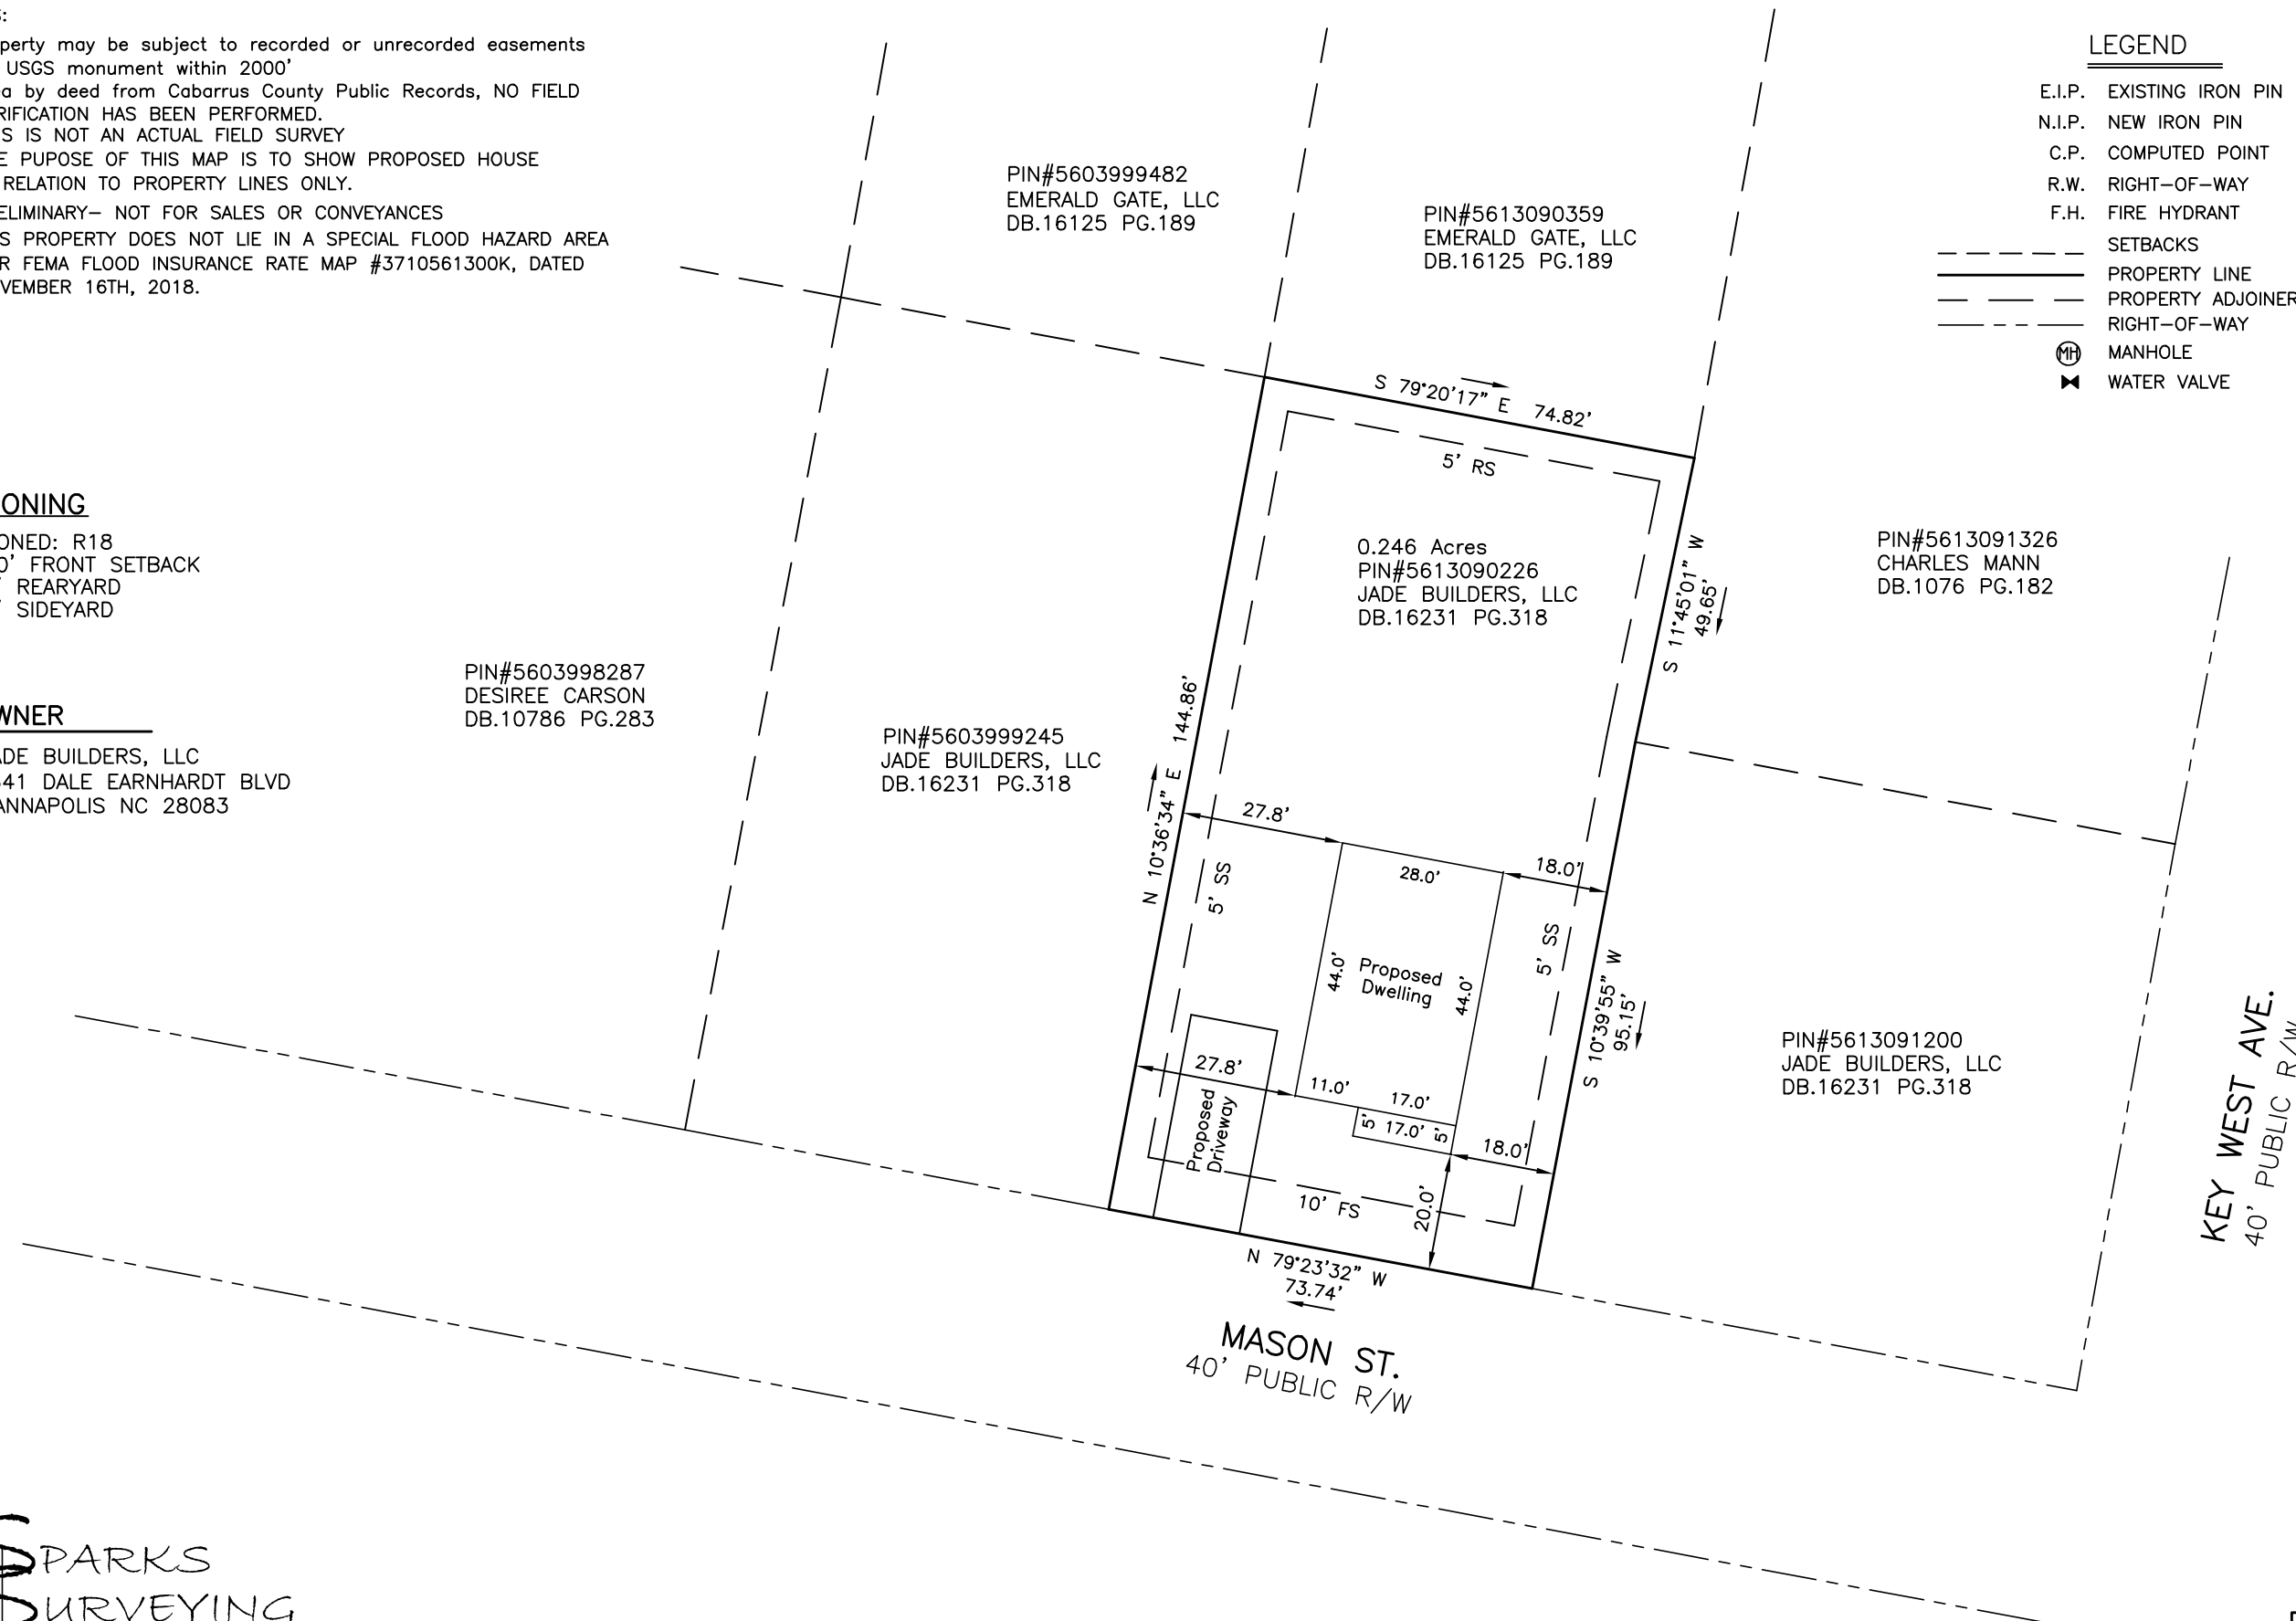 perty may be subject to recorded or unrecorded easements
USGS monument within 2000'
a by deed from Cabarrus County Public Records, NO FIELD
RIFICATION HAS BEEN PERFORMED.
S IS NOT AN ACTUAL FIELD SURVEY
E PUPOSE OF THIS MAP IS TO SHOW PROPOSED HOUSE
RELATION TO PROPERTY LINES ONLY.
ELIMINARY– NOT FOR SALES OR CONVEYANCES
S PROPERTY DOES NOT LIE IN A SPECIAL FLOOD HAZARD AREA
R FEMA FLOOD INSURANCE RATE MAP #3710561300K, DATED
VEMBER 16TH, 2018.
LEGEND
E.I.P. EXISTING IRON PIN
N.I.P. NEW IRON PIN
C.P. COMPUTED POINT
R.W. RIGHT–OF–WAY
F.H. FIRE HYDRANT
SETBACKS
PROPERTY LINE
PROPERTY ADJOINER
RIGHT–OF–WAY
MH MANHOLE
WATER VALVE
PIN#5603999482
EMERALD GATE, LLC
DB.16125 PG.189
PIN#5613090359
EMERALD GATE, LLC
DB.16125 PG.189
S 79°20'17" E 74.82'
5' RS
ONING
ONED: R18
0' FRONT SETBACK
' REARYARD
' SIDEYARD
0.246 Acres
PIN#5613090226
JADE BUILDERS, LLC
DB.16231 PG.318
S 11°45'01" W
49.65'
PIN#5613091326
CHARLES MANN
DB.1076 PG.182
WNER
ADE BUILDERS, LLC
41 DALE EARNHARDT BLVD
ANNAPOLIS NC 28083
PIN#5603998287
DESIREE CARSON
DB.10786 PG.283
PIN#5603999245
JADE BUILDERS, LLC
DB.16231 PG.318
N 10°36'34" E 144.86'
27.8'
28.0'
18.0'
5' SS
5' SS
44.0'
Proposed
Dwelling
44.0'
S 10°39'55" W
95.15'
PIN#5613091200
JADE BUILDERS, LLC
DB.16231 PG.318
27.8'
11.0'
17.0'
5'
17.0'
5'
18.0'
Proposed
Driveway
10' FS
20.0'
N 79°23'32" W
73.74'
MASON ST.
40' PUBLIC R/W
KEY WEST AVE.
40' PUBLIC R/W
SPARKS
SURVEYING